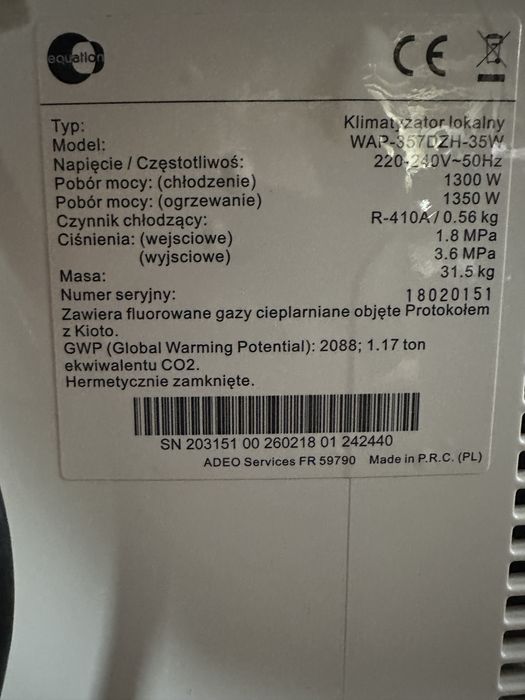 equation
CE
Typ: Klimatyzator lokalny
Model: WAP-357DZH-35W
Napięcie / Częstotliwoś: 220-240V~50Hz
Pobór mocy: (chłodzenie) 1300 W
Pobór mocy: (ogrzewanie) 1350 W
Czynnik chłodzący: R-410A / 0.56 kg
Ciśnienia: (wejsciowe) 1.8 MPa
(wyjsciowe) 3.6 MPa
Masa: 31.5 kg
Numer seryjny: 18020151
Zawiera fluorowane gazy cieplarniane objęte Protokołem
z Kioto.
GWP (Global Warming Potential): 2088; 1.17 ton
ekwiwalentu CO2.
Hermetycznie zamknięte.
SN 203151 00 260218 01 242440
ADEO Services FR 59790 Made in P.R.C. (PL)